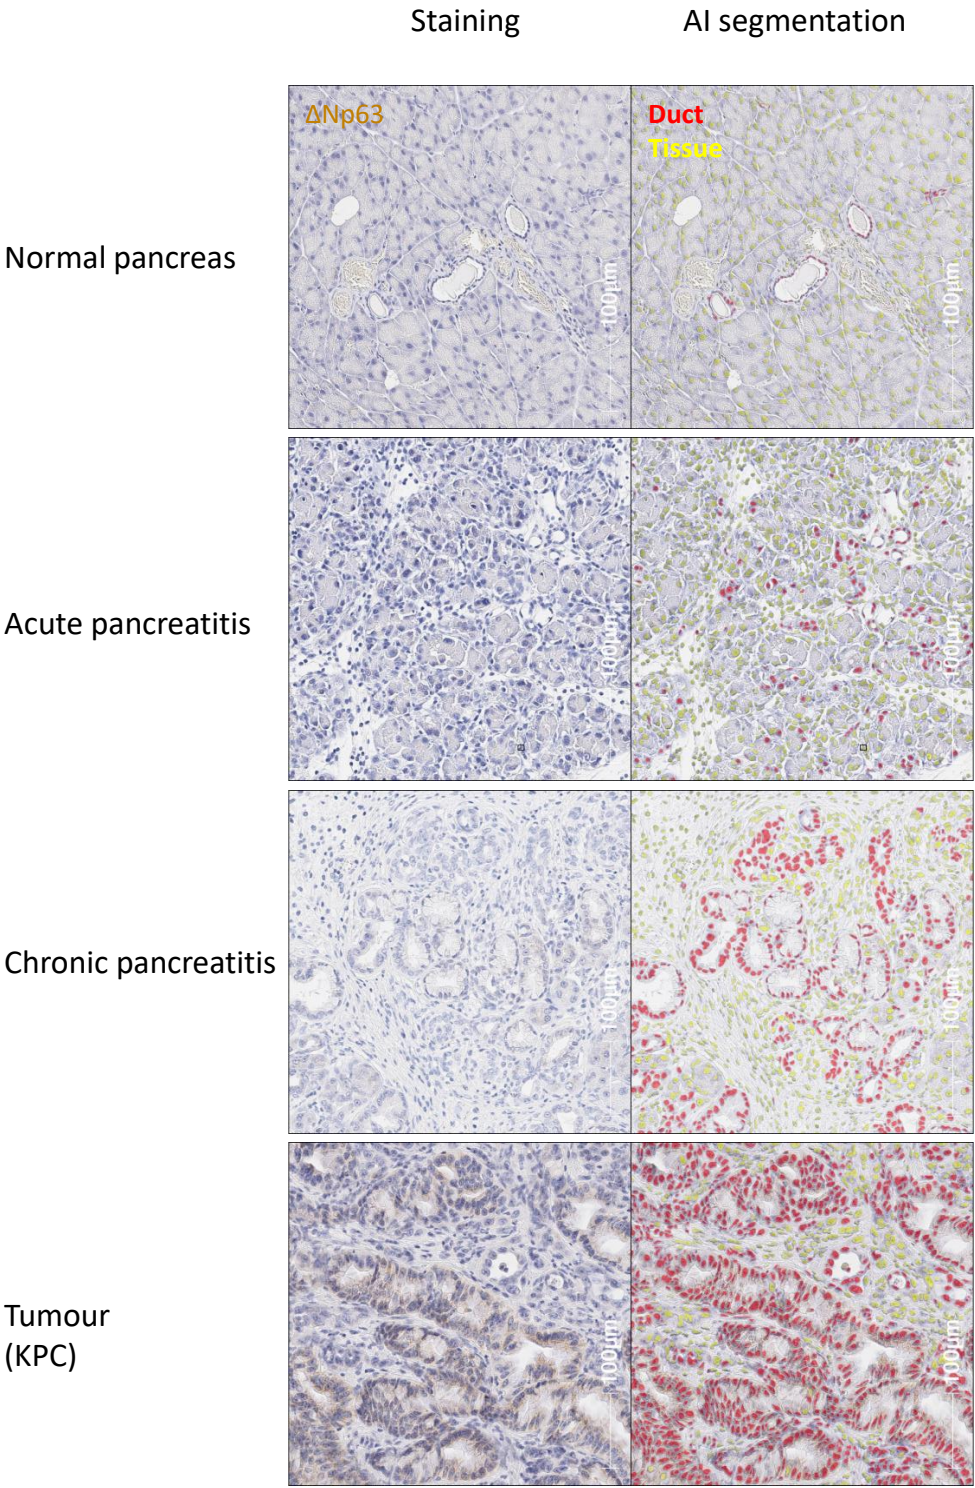 Staining
AI segmentation
Normal pancreas
ΔNp63
Duct
Tissue
100μm
100μm
Acute pancreatitis
100μm
100μm
Chronic pancreatitis
100μm
100μm
Tumour
(KPC)
100μm
100μm